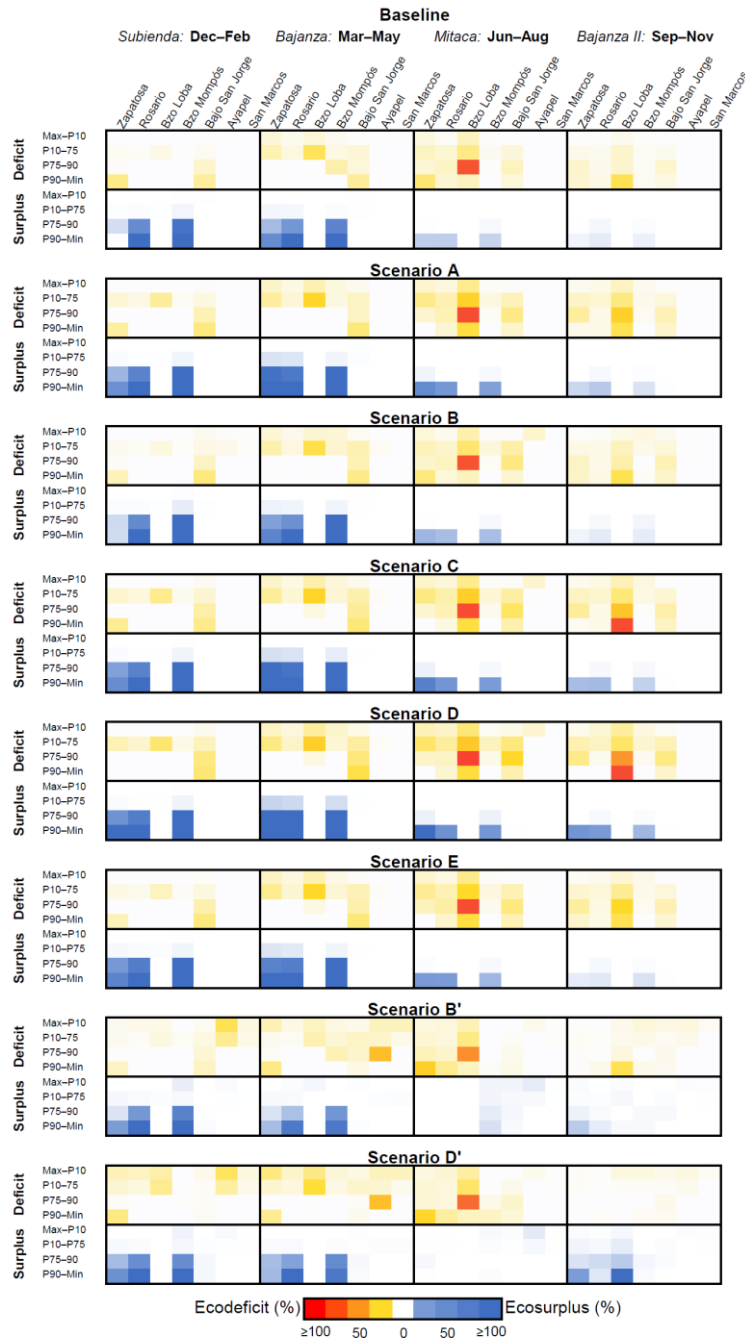 Baseline
Subienda: Dec–Feb Bajanza: Mar–May Mitaca: Jun–Aug Bajanza II: Sep–Nov
Zapatosa Rosario Bzo Loba Bzo Mompós Bajo San Jorge Ayapel San Marcos Zapatosa Rosario Bzo Loba Bzo Mompós Bajo San Jorge Ayapel San Marcos Zapatosa Rosario Bzo Loba Bzo Mompós Bajo San Jorge Ayapel San Marcos Zapatosa Rosario Bzo Loba Bzo Mompós Bajo San Jorge Ayapel San Marcos
Deficit
Max–P10
P10–75
P75–90
P90–Min
Surplus
Max–P10
P10–P75
P75–90
P90–Min
Scenario A
Deficit
Max–P10
P10–75
P75–90
P90–Min
Surplus
Max–P10
P10–P75
P75–90
P90–Min
Scenario B
Deficit
Max–P10
P10–75
P75–90
P90–Min
Surplus
Max–P10
P10–P75
P75–90
P90–Min
Scenario C
Deficit
Max–P10
P10–75
P75–90
P90–Min
Surplus
Max–P10
P10–P75
P75–90
P90–Min
Scenario D
Deficit
Max–P10
P10–75
P75–90
P90–Min
Surplus
Max–P10
P10–P75
P75–90
P90–Min
Scenario E
Deficit
Max–P10
P10–75
P75–90
P90–Min
Surplus
Max–P10
P10–P75
P75–90
P90–Min
Scenario B'
Deficit
Max–P10
P10–75
P75–90
P90–Min
Surplus
Max–P10
P10–P75
P75–90
P90–Min
Scenario D'
Deficit
Max–P10
P10–75
P75–90
P90–Min
Surplus
Max–P10
P10–P75
P75–90
P90–Min
Ecodeficit (%) Ecosurplus (%)
≥100 50 0 50 ≥100